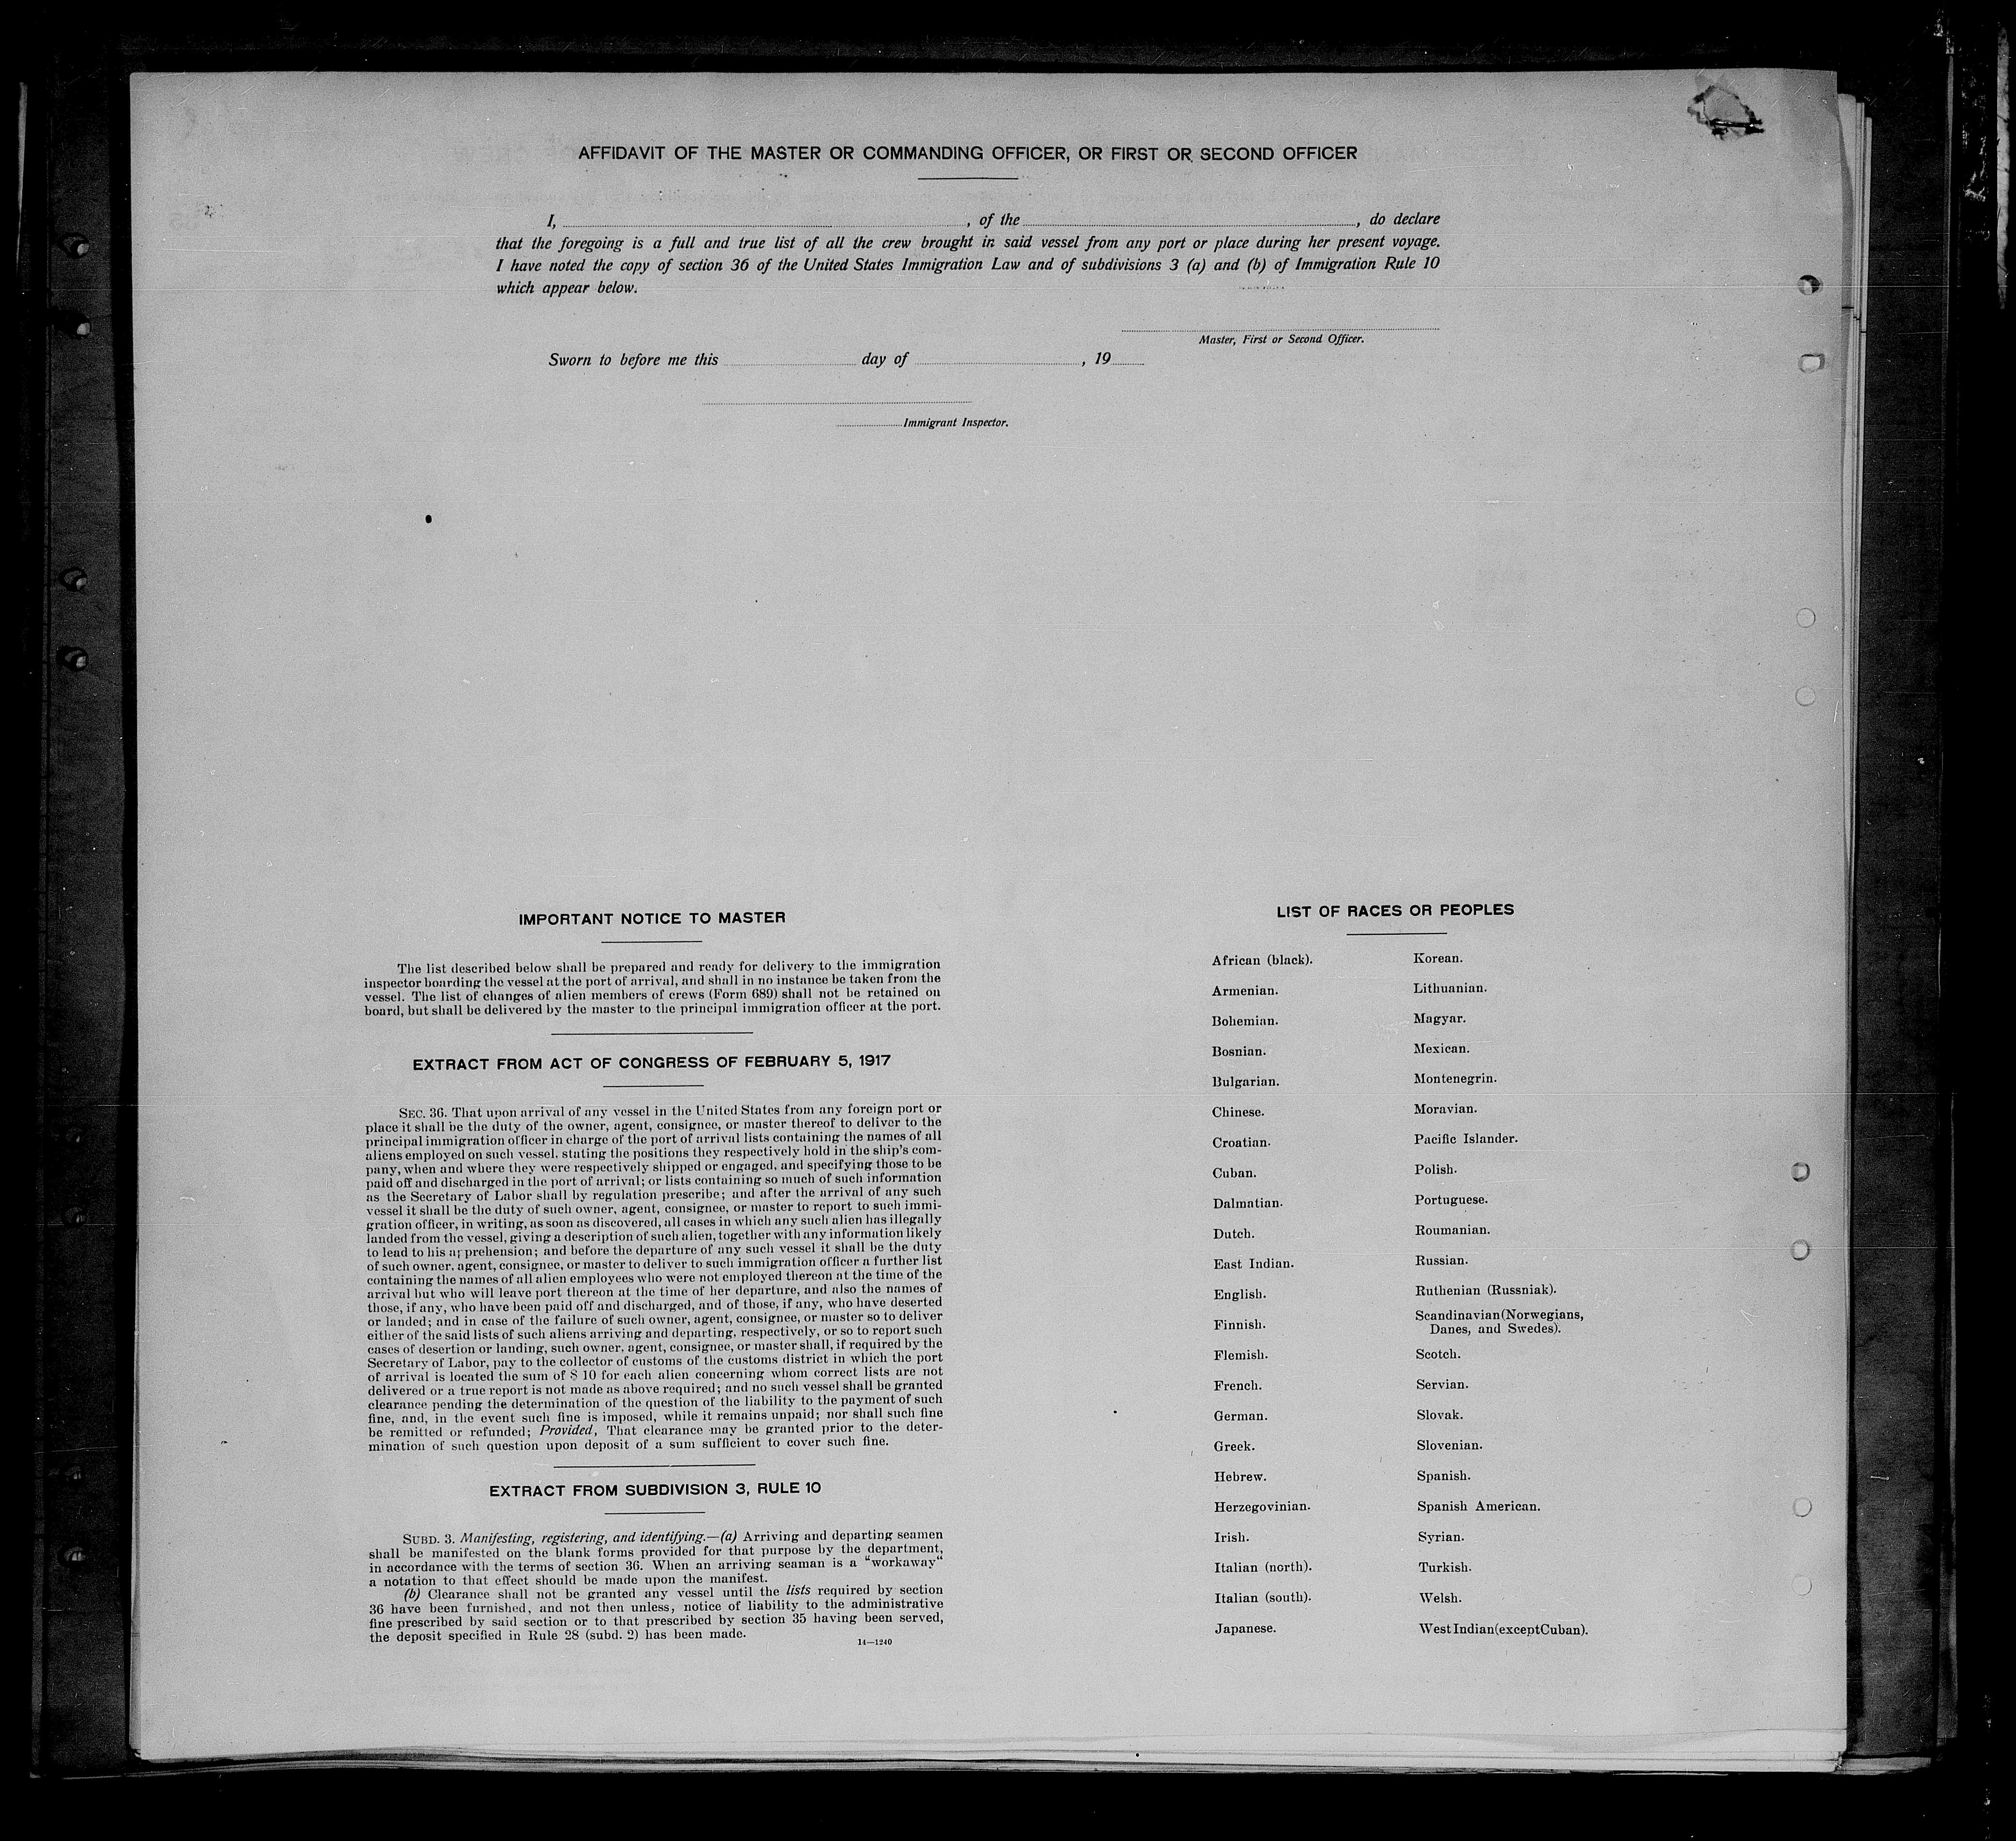 AFFIDAVIT OF THE MASTER OR COMMANDING OFFICER, OR FIRST OR SECOND OFFICER
I, , of the , do declare
that the foregoing is a full and true list of all the crew brought in said vessel from any port or place during her present voyage.
I have noted the copy of section 36 of the United States Immigration Law and of subdivisions 3 (a) and (b) of Immigration Rule 10
which appear below.
Master, First or Second Officer.
Sworn to before me this day of , 19
Immigrant Inspector.
IMPORTANT NOTICE TO MASTER
The list described below shall be prepared and ready for delivery to the immigration
inspector boarding the vessel at the port of arrival, and shall in no instance be taken from the
vessel. The list of changes of alien members of crews (Form 689) shall not be retained on
board, but shall be delivered by the master to the principal immigration officer at the port.
EXTRACT FROM ACT OF CONGRESS OF FEBRUARY 5, 1917
SEC. 36. That upon arrival of any vessel in the United States from any foreign port or
place it shall be the duty of the owner, agent, consignee, or master thereof to deliver to the
principal immigration officer in charge of the port of arrival lists containing the names of all
aliens employed on such vessel, stating the positions they respectively hold in the ship's com-
pany, when and where they were respectively shipped or engaged, and specifying those to be
paid off and discharged in the port of arrival; or lists containing so much of such information
as the Secretary of Labor shall by regulation prescribe; and after the arrival of any such
vessel it shall be the duty of such owner, agent, consignee, or master to report to such immi-
gration officer, in writing, as soon as discovered, all cases in which any such alien has illegally
landed from the vessel, giving a description of such alien, together with any information likely
to lead to his apprehension; and before the departure of any such vessel it shall be the duty
of such owner, agent, consignee, or master to deliver to such immigration officer a further list
containing the names of all alien employees who were not employed thereon at the time of the
arrival but who will leave port thereon at the time of her departure, and also the names of
those, if any, who have been paid off and discharged, and of those, if any, who have deserted
or landed; and in case of the failure of such owner, agent, consignee, or master so to deliver
either of the said lists of such aliens arriving and departing, respectively, or so to report such
cases of desertion or landing, such owner, agent, consignee, or master shall, if required by the
Secretary of Labor, pay to the collector of customs of the customs district in which the port
of arrival is located the sum of $ 10 for each alien concerning whom correct lists are not
delivered or a true report is not made as above required; and no such vessel shall be granted
clearance pending the determination of the question of the liability to the payment of such
fine, and, in the event such fine is imposed, while it remains unpaid; nor shall such fine
be remitted or refunded; Provided, That clearance may be granted prior to the deter-
mination of such question upon deposit of a sum sufficient to cover such fine.
EXTRACT FROM SUBDIVISION 3, RULE 10
SUBD. 3. Manifesting, registering, and identifying.—(a) Arriving and departing seamen
shall be manifested on the blank forms provided for that purpose by the department,
in accordance with the terms of section 36. When an arriving seaman is a "workaway"
a notation to that effect should be made upon the manifest.
(b) Clearance shall not be granted any vessel until the lists required by section
36 have been furnished, and not then unless, notice of liability to the administrative
fine prescribed by said section or to that prescribed by section 35 having been served,
the deposit specified in Rule 28 (subd. 2) has been made.
14—1240
LIST OF RACES OR PEOPLES
African (black).
Armenian.
Bohemian.
Bosnian.
Bulgarian.
Chinese.
Croatian.
Cuban.
Dalmatian.
Dutch.
East Indian.
English.
Finnish.
Flemish.
French.
German.
Greek.
Hebrew.
Herzegovinian.
Irish.
Italian (north).
Italian (south).
Japanese.
Korean.
Lithuanian.
Magyar.
Mexican.
Montenegrin.
Moravian.
Pacific Islander.
Polish.
Portuguese.
Roumanian.
Russian.
Ruthenian (Russniak).
Scandinavian (Norwegians,
Danes, and Swedes).
Scotch.
Servian.
Slovak.
Slovenian.
Spanish.
Spanish American.
Syrian.
Turkish.
Welsh.
West Indian (except Cuban).